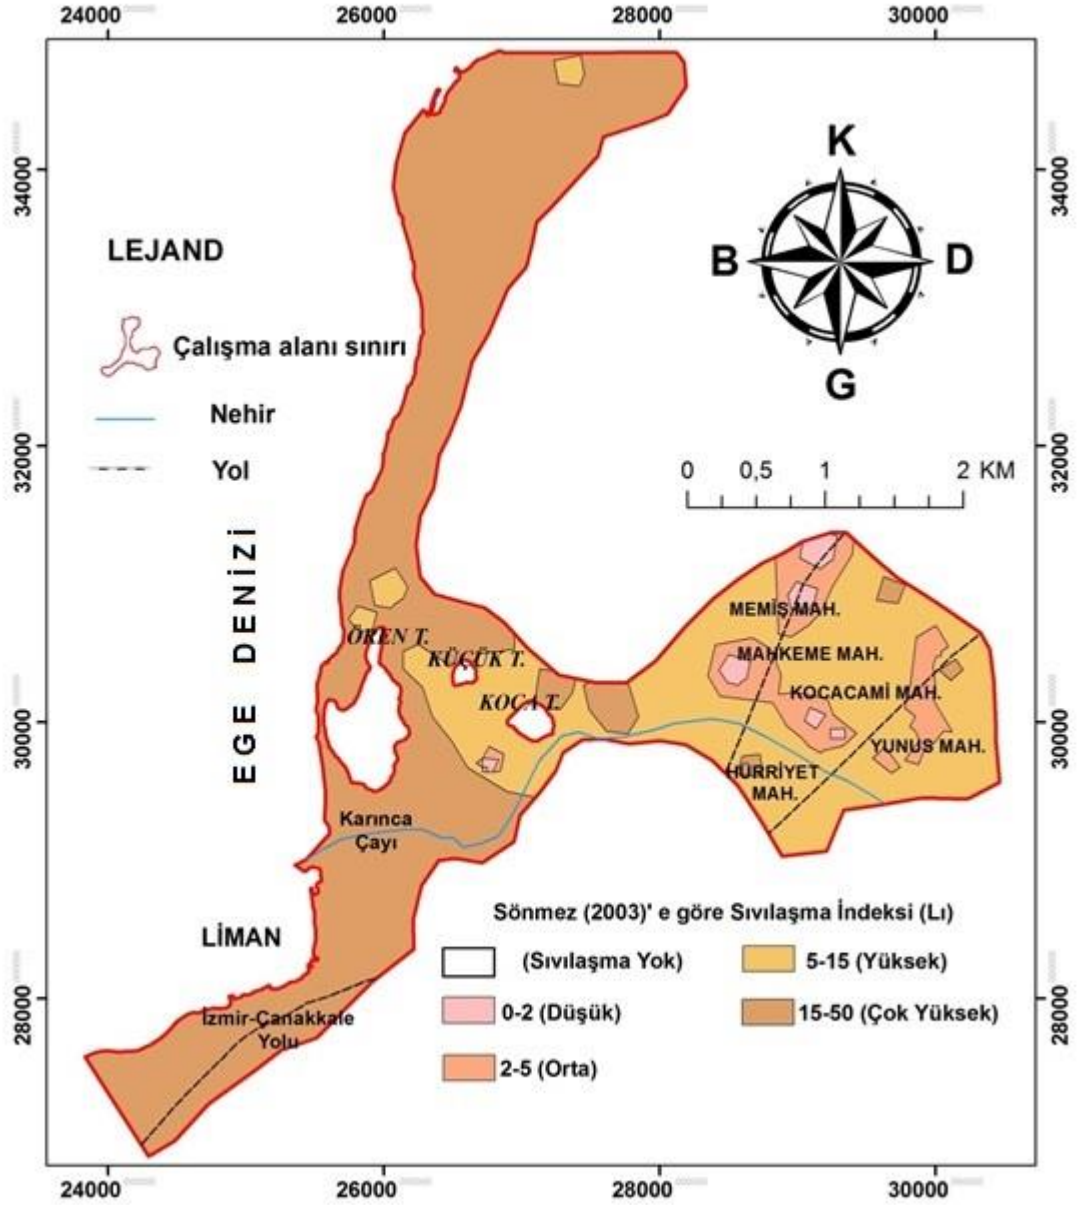 24000 26000 28000 30000
34000
34000
K
B
D
G
LEJAND
Çalışma alanı sınırı
Nehir
Yol
32000
32000
0 0,5 1 2 KM
EGE DENİZİ
MEMİŞ MAH.
ÖREN T.
KÜÇÜK T.
MAHKEME MAH.
KOCA T.
KOCACAMİ MAH.
30000
30000
YUNUS MAH.
HÜRRİYET
MAH.
Karınca
Çayı
LİMAN
Sönmez (2003)' e göre Sıvılaşma İndeksi (Lı)
(Sıvılaşma Yok)
5-15 (Yüksek)
0-2 (Düşük)
15-50 (Çok Yüksek)
2-5 (Orta)
28000
28000
İzmir-Çanakkale
Yolu
24000 26000 28000 30000